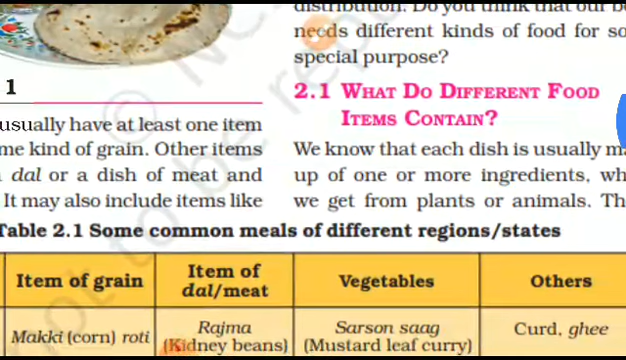 needs different kinds of food for so
special purpose?
1
2.1 WHAT DO DIFFERENT FOOD
ITEMS CONTAIN?
usually have at least one item
me kind of grain. Other items
dal or a dish of meat and
It may also include items like
We know that each dish is usually m
up of one or more ingredients, wh
we get from plants or animals. Th
Table 2.1 Some common meals of different regions/states
Item of grain
Item of
dal/meat
Vegetables
Others
Makki (corn) roti
Rajma
(Kidney beans)
Sarson saag
(Mustard leaf curry)
Curd, ghee